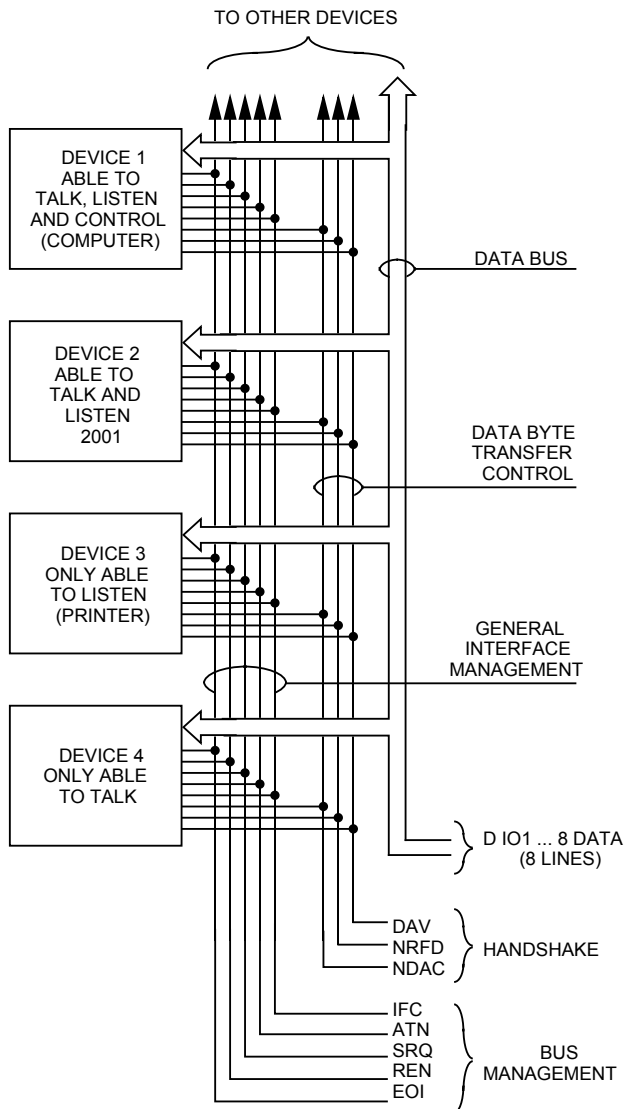 TO OTHER DEVICES
DEVICE 1
ABLE TO
TALK, LISTEN
AND CONTROL
(COMPUTER)
DATA BUS
DEVICE 2
ABLE TO
TALK AND
LISTEN
2001
DATA BYTE
TRANSFER
CONTROL
DEVICE 3
ONLY ABLE
TO LISTEN
(PRINTER)
GENERAL
INTERFACE
MANAGEMENT
DEVICE 4
ONLY ABLE
TO TALK
D IO1 ... 8 DATA
(8 LINES)
DAV
NRFD
NDAC
HANDSHAKE
IFC
ATN
SRQ
REN
EOI
BUS
MANAGEMENT